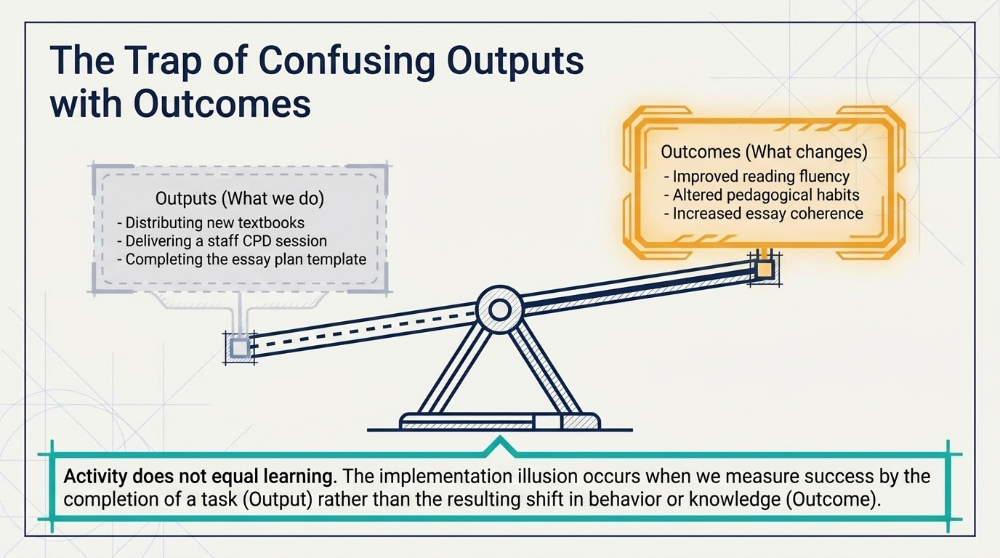 The Trap of Confusing Outputs
with Outcomes
Outputs (What we do)
- Distributing new textbooks
- Delivering a staff CPD session
- Completing the essay plan template
Outcomes (What changes)
- Improved reading fluency
- Altered pedagogical habits
- Increased essay coherence
Activity does not equal learning. The implementation illusion occurs when we measure success by the
completion of a task (Output) rather than the resulting shift in behavior or knowledge (Outcome).